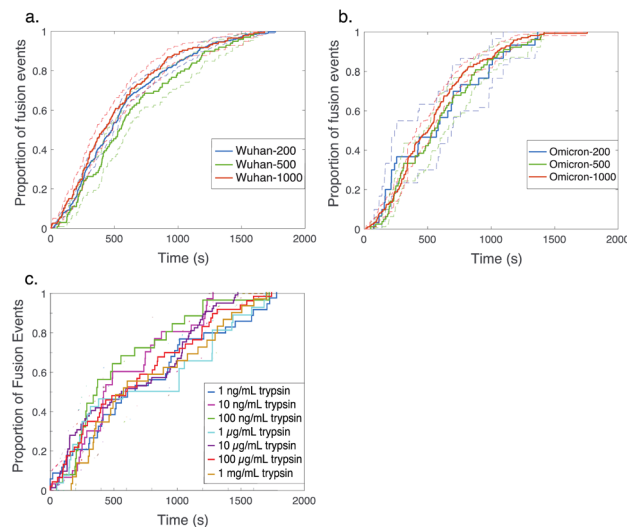 a.
Proportion of fusion events
1
0.8
0.6
0.4
0.2
0
0 500 1000 1500 2000
Time (s)
Wuhan-200
Wuhan-500
Wuhan-1000
b.
Proportion of fusion events
1
0.8
0.6
0.4
0.2
0
0 500 1000 1500 2000
Time (s)
Omicron-200
Omicron-500
Omicron-1000
c.
Proportion of Fusion Events
1
0.8
0.6
0.4
0.2
0
0 500 1000 1500 2000
Time (s)
1 ng/mL trypsin
10 ng/mL trypsin
100 ng/mL trypsin
1 µg/mL trypsin
10 µg/mL trypsin
100 µg/mL trypsin
1 mg/mL trypsin